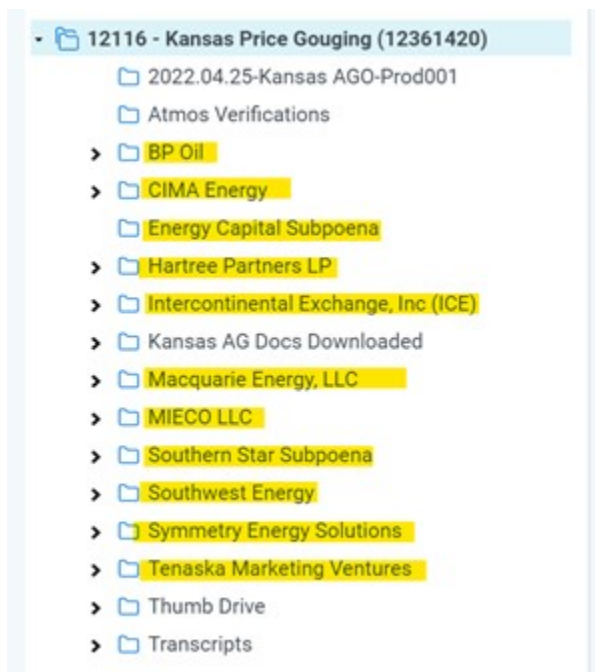 12116 - Kansas Price Gouging (12361420)
2022.04.25-Kansas AGO-Prod001
Atmos Verifications
BP Oil
CIMA Energy
Energy Capital Subpoena
Hartree Partners LP
Intercontinental Exchange, Inc (ICE)
Kansas AG Docs Downloaded
Macquarie Energy, LLC
MIECO LLC
Southern Star Subpoena
Southwest Energy
Symmetry Energy Solutions
Tenaska Marketing Ventures
Thumb Drive
Transcripts